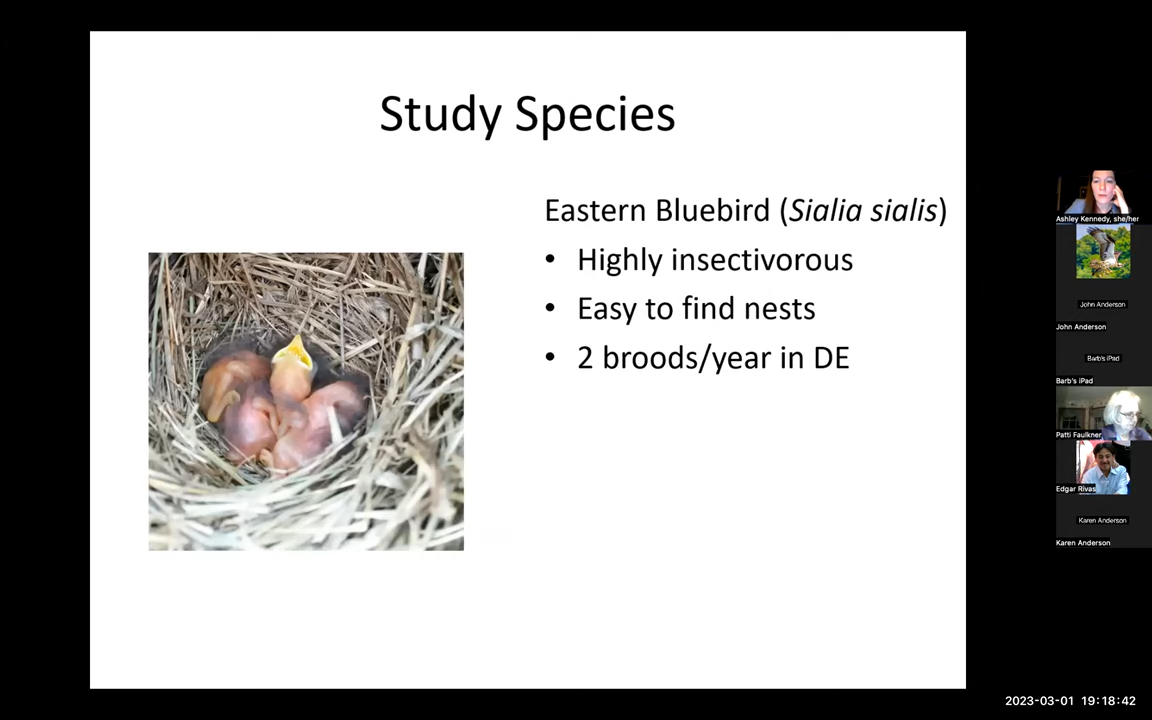 Study Species
Eastern Bluebird (Sialia sialis)
• Highly insectivorous
• Easy to find nests
• 2 broods/year in DE
Ashley Kennedy, she/her
John Anderson
John Anderson
Barb's iPad
Barb's iPad
Patti Faulkner
Edgar Rivas
Karen Anderson
Karen Anderson
2023-03-01 19:18:42